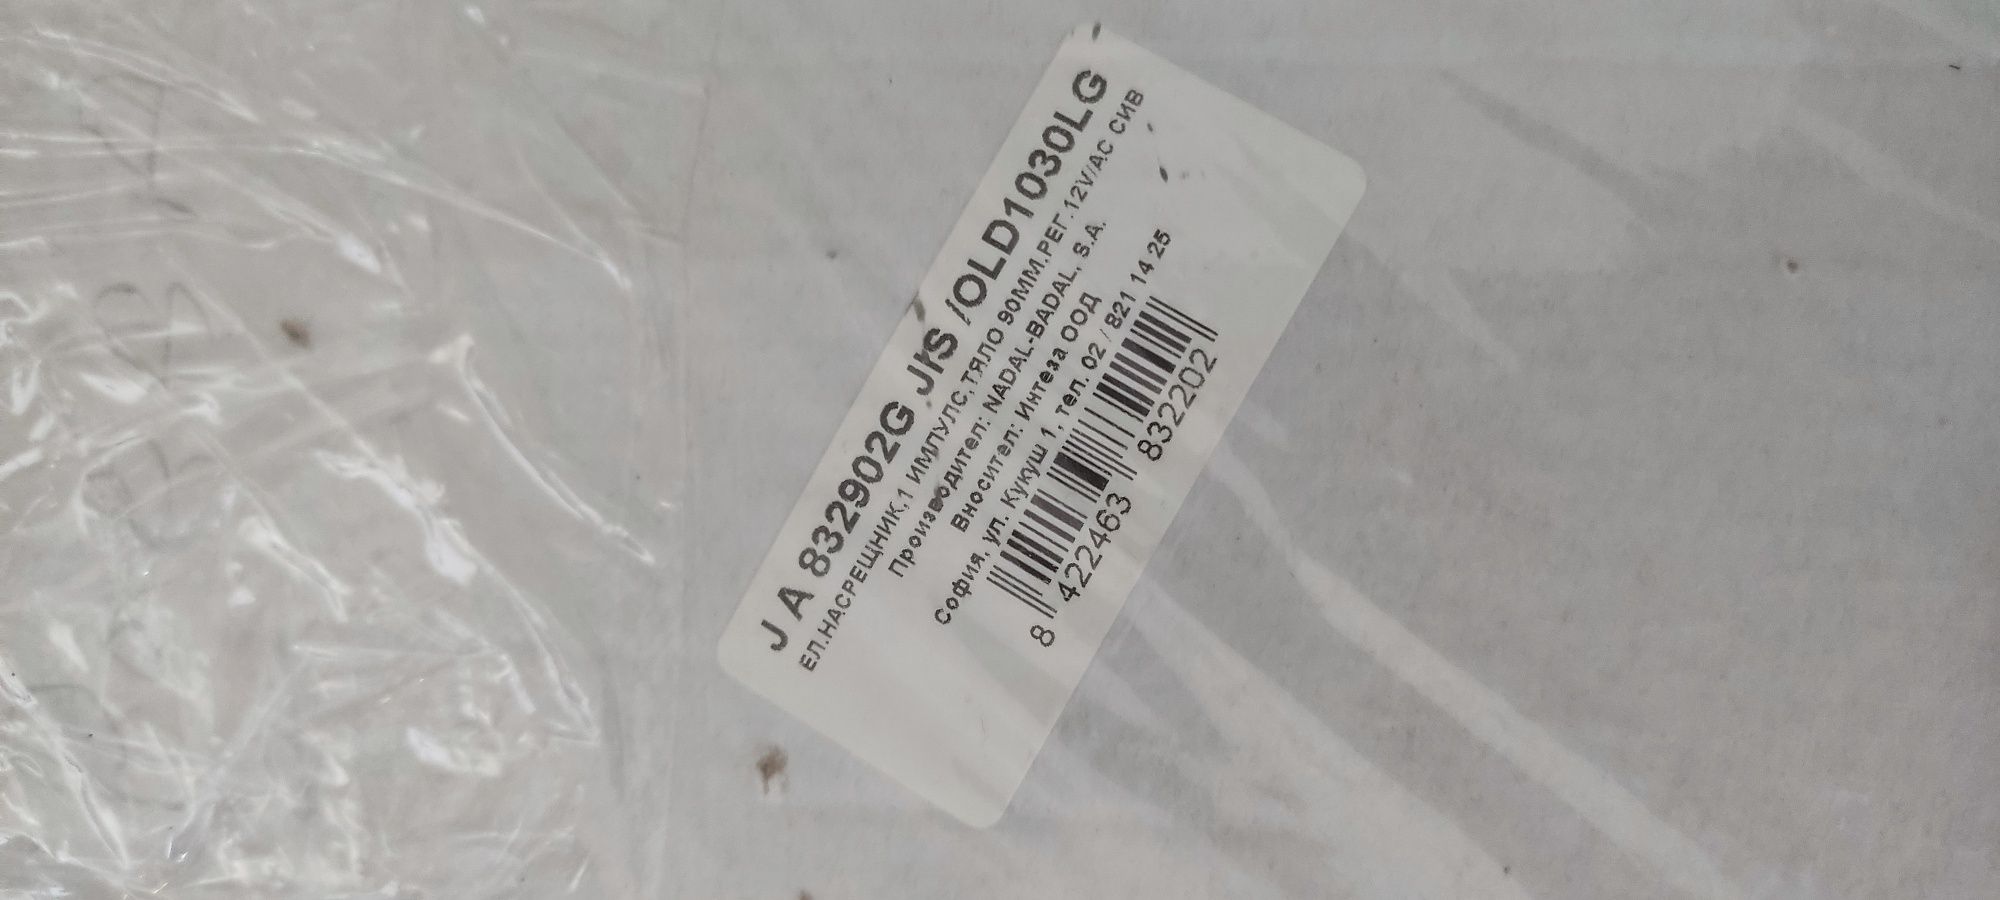 J A 832902G JIS /OLD1030LG
ЕЛ.НАСРЕЩНИК,1 ИМПУЛС,ТЯЛО 90ММ.РЕГ.12V/AC СИВ
Производител: NADAL-BADAL, S.A.
Вносител: Интеза ООД
София, ул. Кукуш 1, тел. 02 / 821 14 25
8 422463 832202